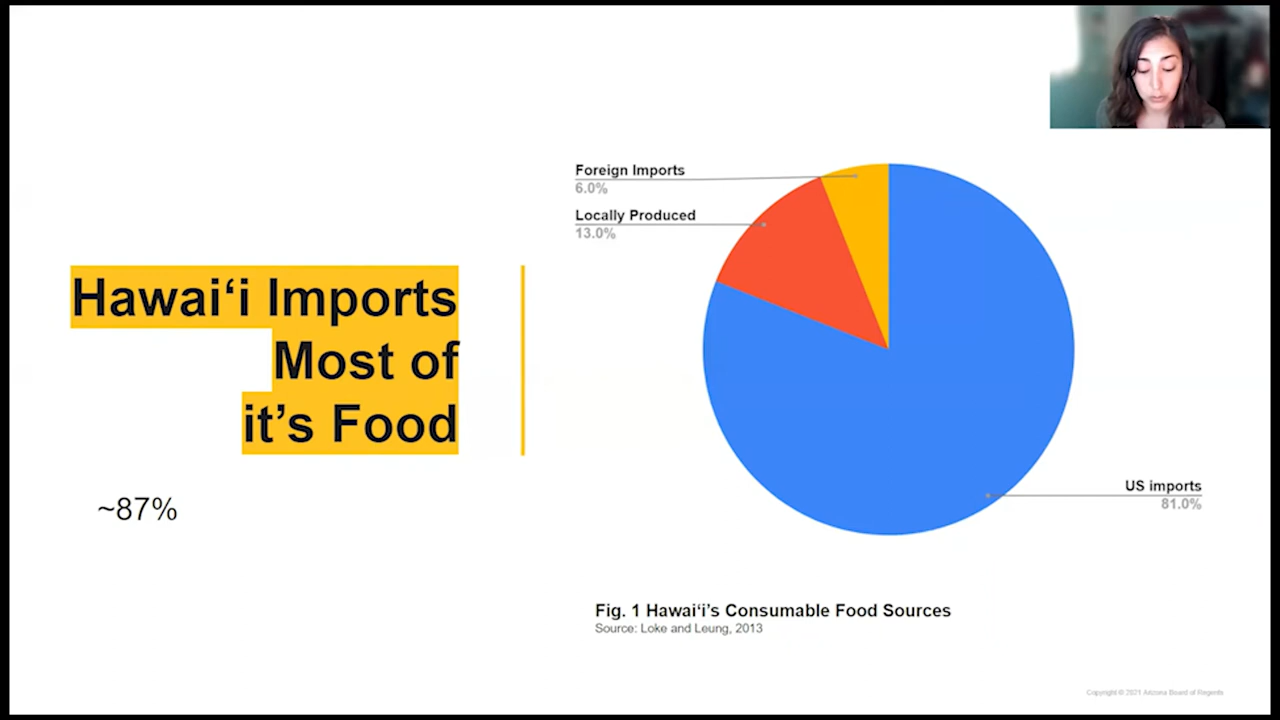 Hawai‘i Imports
Most of
it’s Food
~87%
Foreign Imports
6.0%
Locally Produced
13.0%
US imports
81.0%
Fig. 1 Hawai‘i’s Consumable Food Sources
Source: Loke and Leung, 2013
Copyright © 2021 Arizona Board of Regents